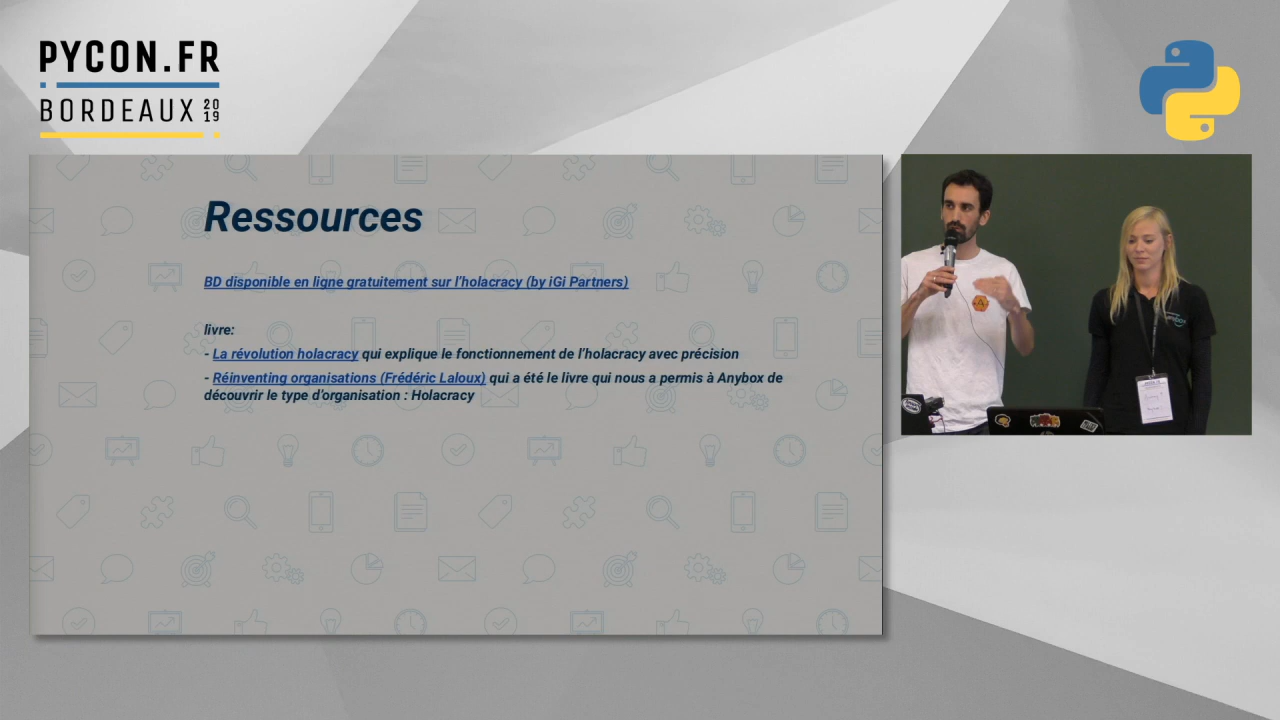 PYCON.FR
BORDEAUX 2019
Ressources
BD disponible en ligne gratuitement sur l'holacracy (by iGi Partners)
livre:
- La révolution holacracy qui explique le fonctionnement de l'holacracy avec précision
- Réinventing organisations (Frédéric Laloux) qui a été le livre qui nous a permis à Anybox de
découvrir le type d'organisation : Holacracy